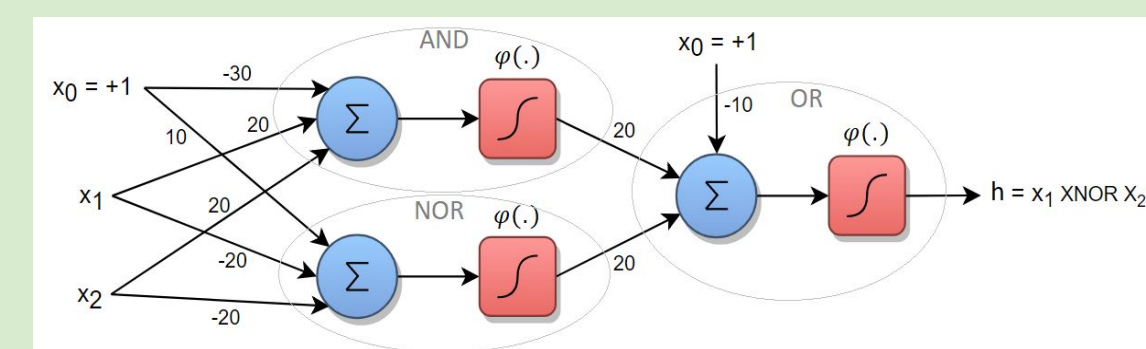 AND
x₀ = +1
φ(.)
-30
x₀ = +1
Σ
-10
OR
20
10
20
φ(.)
x₁
20
NOR
φ(.)
Σ
h = x₁ XNOR X₂
-20
Σ
20
x₂
-20